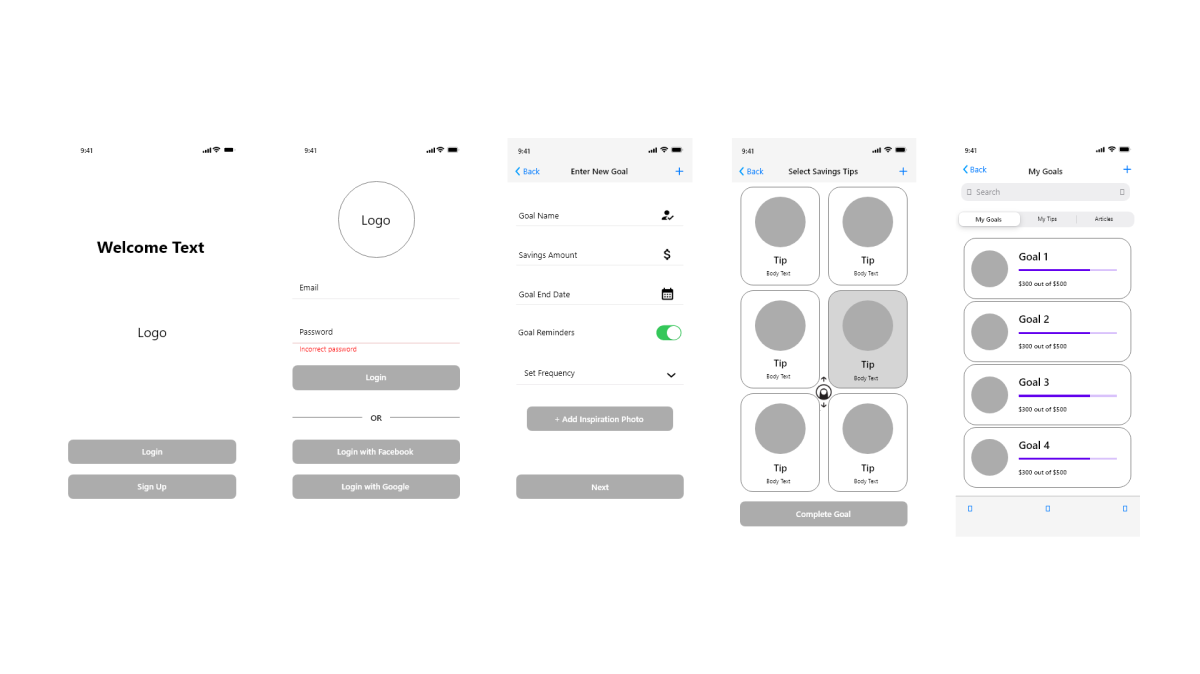 9:41
Welcome Text
Logo
Login
Sign Up
9:41
Logo
Email
Password
Incorrect password
Login
OR
Login with Facebook
Login with Google
9:41
Back
Enter New Goal
+
Goal Name
Savings Amount
$
Goal End Date
Goal Reminders
Set Frequency
+ Add Inspiration Photo
Next
9:41
Back
Select Savings Tips
+
Tip
Body Text
Tip
Body Text
Tip
Body Text
Tip
Body Text
Tip
Body Text
Tip
Body Text
Complete Goal
9:41
Back
My Goals
+
Search
My Goals
My Tips
Articles
Goal 1
$300 out of $500
Goal 2
$300 out of $500
Goal 3
$300 out of $500
Goal 4
$300 out of $500